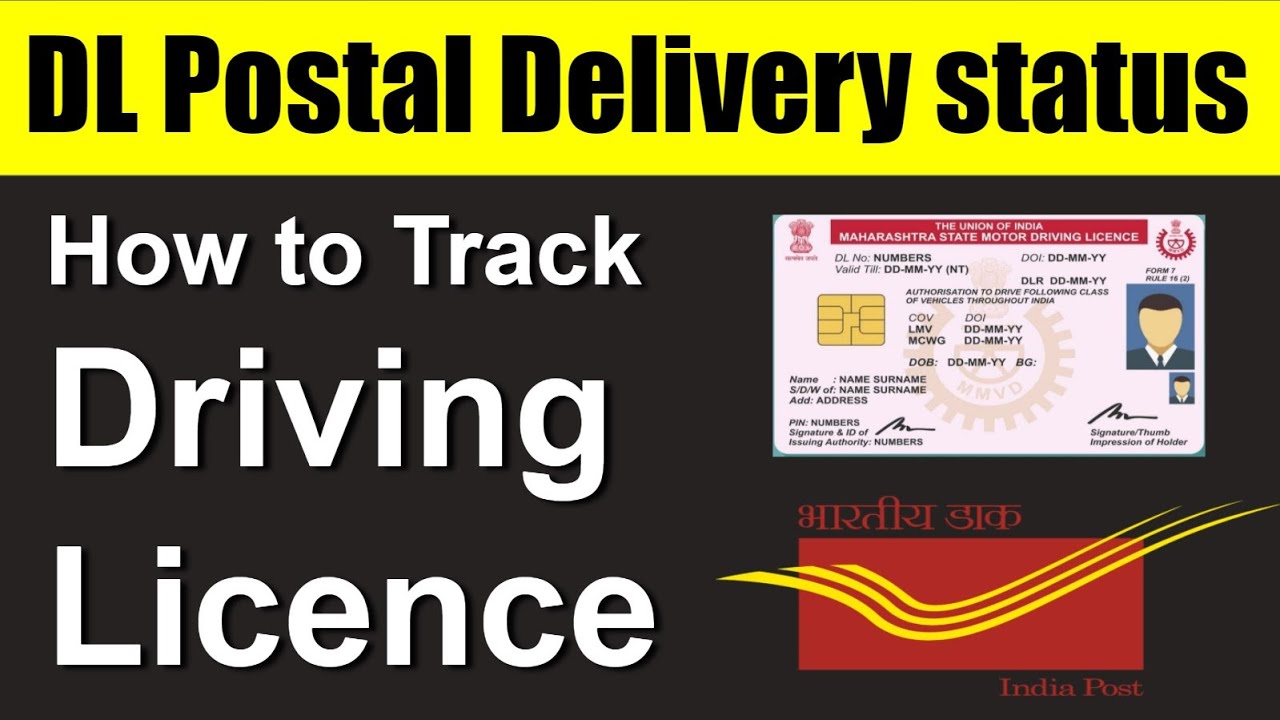 DL Postal Delivery status
How to Track
Driving
Licence
THE UNION OF INDIA
MAHARASHTRA STATE MOTOR DRIVING LICENCE
सत्यमेव जयते
DL No: NUMBERS
DOI: DD-MM-YY
Valid Till: DD-MM-YY (NT)
DLR DD-MM-YY
FORM 7
RULE 16 (2)
AUTHORISATION TO DRIVE FOLLOWING CLASS
OF VEHICLES THROUGHOUT INDIA
COV DOI
LMV DD-MM-YY
MCWG DD-MM-YY
DOB: DD-MM-YY BG:
MMVD
Name : NAME SURNAME
S/D/W of: NAME SURNAME
Add: ADDRESS
PIN: NUMBERS
Signature & ID of
Issuing Authority: NUMBERS
Signature/Thumb
Impression of Holder
भारतीय डाक
India Post